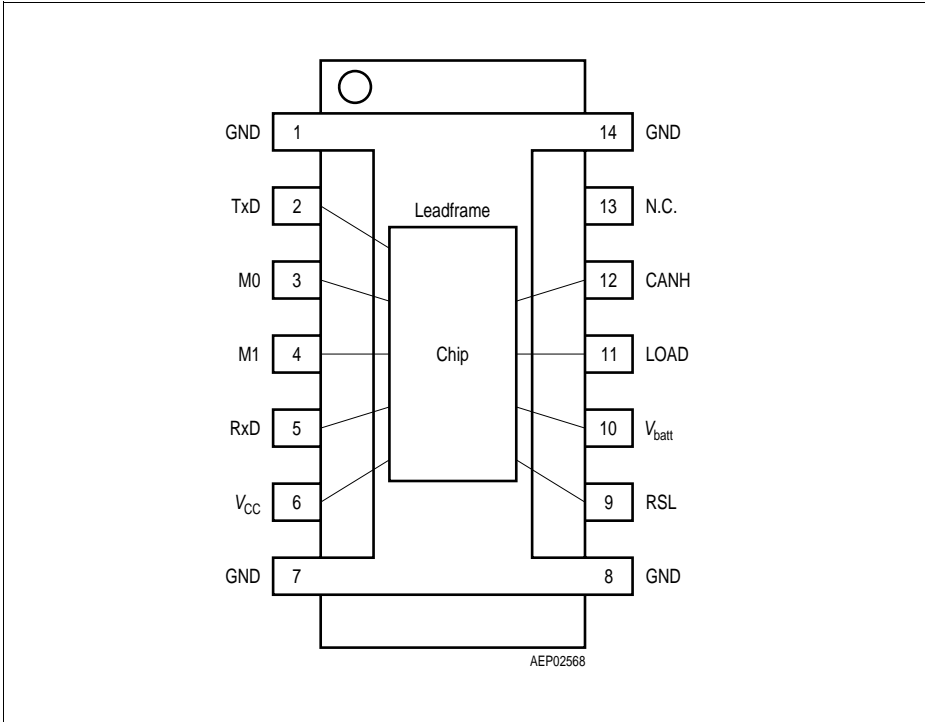 GND 1 14 GND
TxD 2 13 N.C.
Leadframe
M0 3 12 CANH
M1 4 Chip 11 LOAD
RxD 5 10 Vbatt
VCC 6 9 RSL
GND 7 8 GND
AEP02568